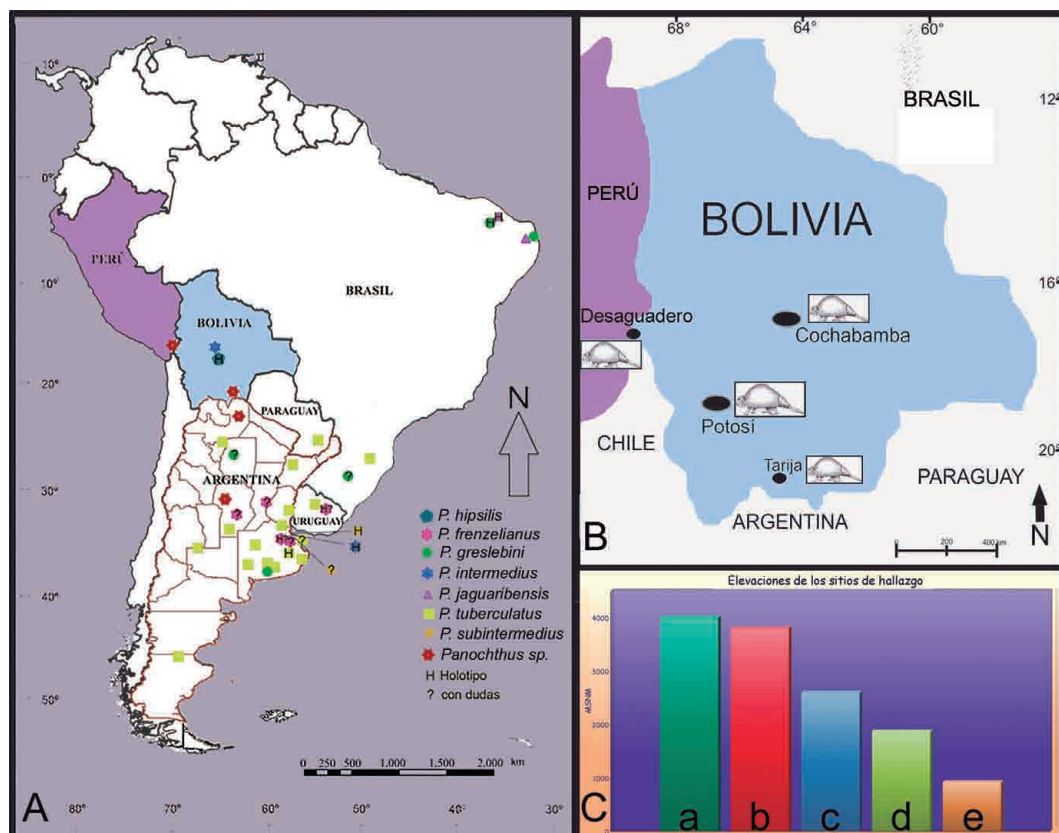 10°
0°
10°
20°
30°
40°
50°
80°
70°
60°
50°
40°
30°
PERÚ
BOLIVIA
BRASIL
PARAGUAY
ARGENTINA
URUGUAY
H
H
H
?
?
?
H?
H?
?
H
?
H
H
?
N
P. hipsilis
P. frenzelianus
P. greslebini
P. intermedius
P. jaguaribensis
P. tuberculatus
P. subintermedius
Panochthus sp.
H Holotipo
? con dudas
0 250 500 1,000 1,500 2,000 km
A
68°
64°
60°
12°
16°
20°
BRASIL
PERÚ
BOLIVIA
Desaguadero
Cochabamba
Potosí
CHILE
Tarija
PARAGUAY
ARGENTINA
N
0 200 400 km
B
Elevaciones de los sitios de hallazgo
MSNM
4000
3000
2000
1000
0
a b c d e
C